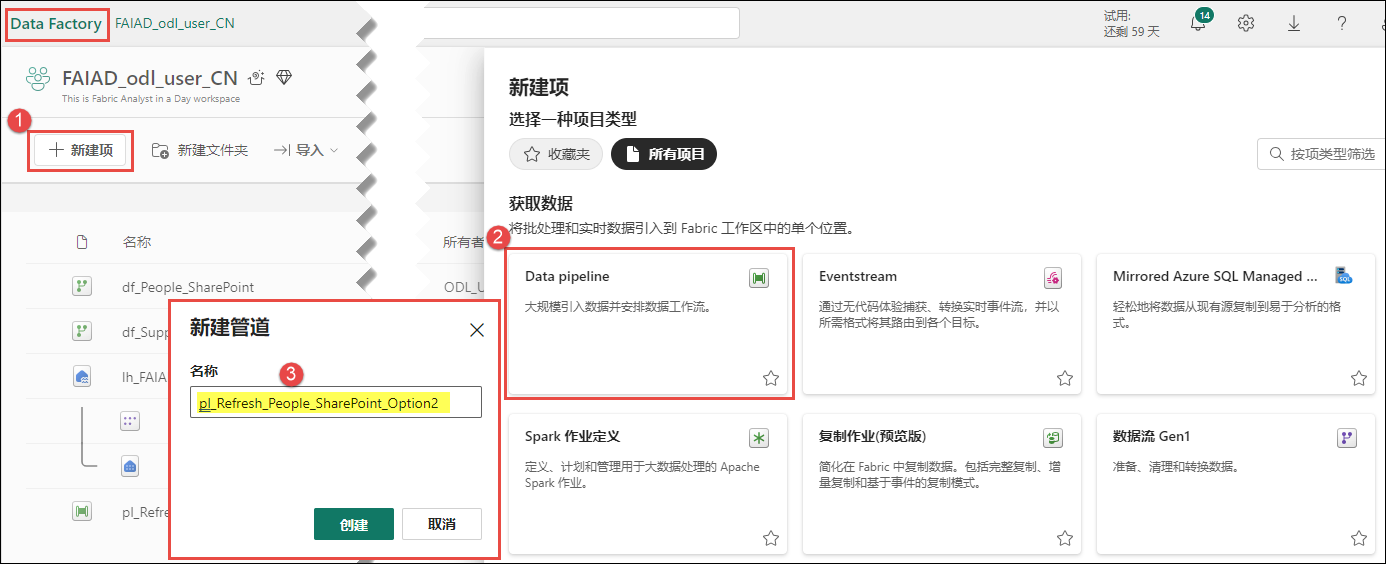 Data Factory
FAIAD_odl_user_CN
试用:
还剩 59 天
14
?
FAIAD_odl_user_CN
This is Fabric Analyst in a Day workspace
1
新建项
新建文件夹
导入
名称
所有者
df_People_SharePoint
ODL_U
df_Supp
lh_FAIA
pl_Refre
新建项
选择一种项目类型
收藏夹
所有项目
按项类型筛选
获取数据
将批处理和实时数据引入到 Fabric 工作区中的单个位置。
2
Data pipeline
大规模引入数据并安排数据工作流。
Eventstream
通过无代码体验捕获、转换实时事件流，并以
所需格式将其路由到各个目标。
Mirrored Azure SQL Managed ...
SQL
轻松地将数据从现有源复制到易于分析的格
式。
Spark 作业定义
定义、计划和管理用于大数据处理的 Apache
Spark 作业。
复制作业(预览版)
简化在 Fabric 中复制数据。包括完整复制、增
量复制和基于事件的复制模式。
数据流 Gen1
准备、清理和转换数据。
新建管道
名称
3
pl_Refresh_People_SharePoint_Option2
创建
取消